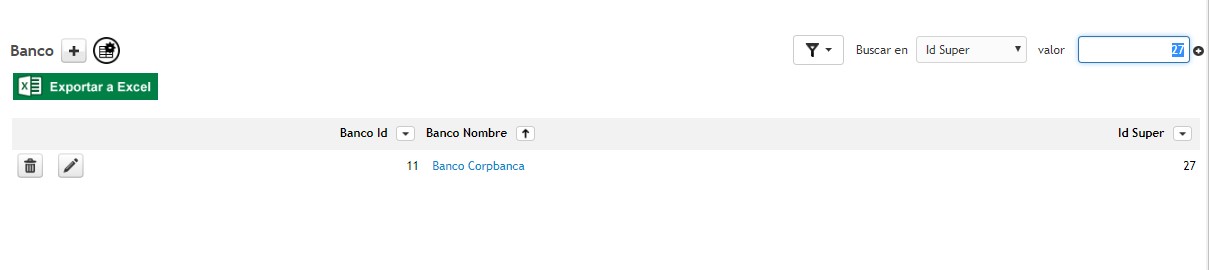 Banco Buscar en Id Super valor 27
Exportar a Excel
Banco Id Banco Nombre Id Super
11 Banco Corpbanca 27